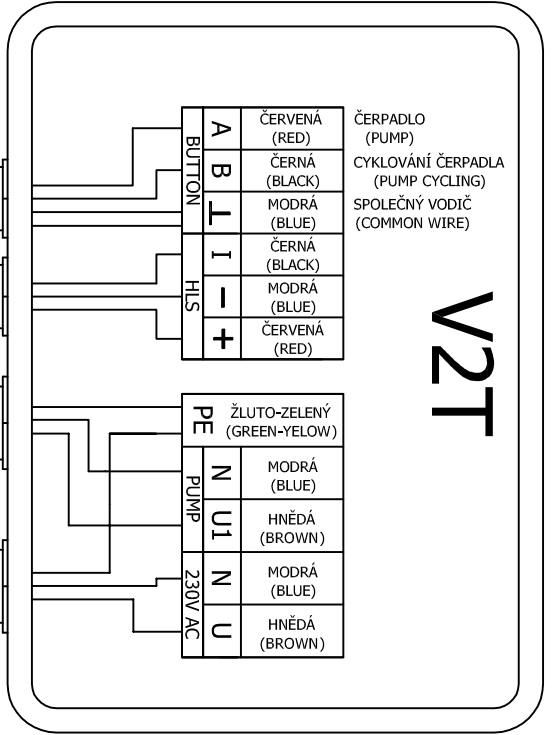 BUTTON
A
ČERVENÁ
(RED)
ČERPADLO
(PUMP)
B
ČERNÁ
(BLACK)
CYKLOVÁNÍ ČERPADLA
(PUMP CYCLING)
MODRÁ
(BLUE)
SPOLEČNÝ VODIČ
(COMMON WIRE)
HLS
I
ČERNÁ
(BLACK)
−
MODRÁ
(BLUE)
+
ČERVENÁ
(RED)
V2T
PE
ŽLUTO-ZELENÝ
(GREEN-YELOW)
PUMP
N
MODRÁ
(BLUE)
U1
HNĚDÁ
(BROWN)
230V AC
N
MODRÁ
(BLUE)
U
HNĚDÁ
(BROWN)